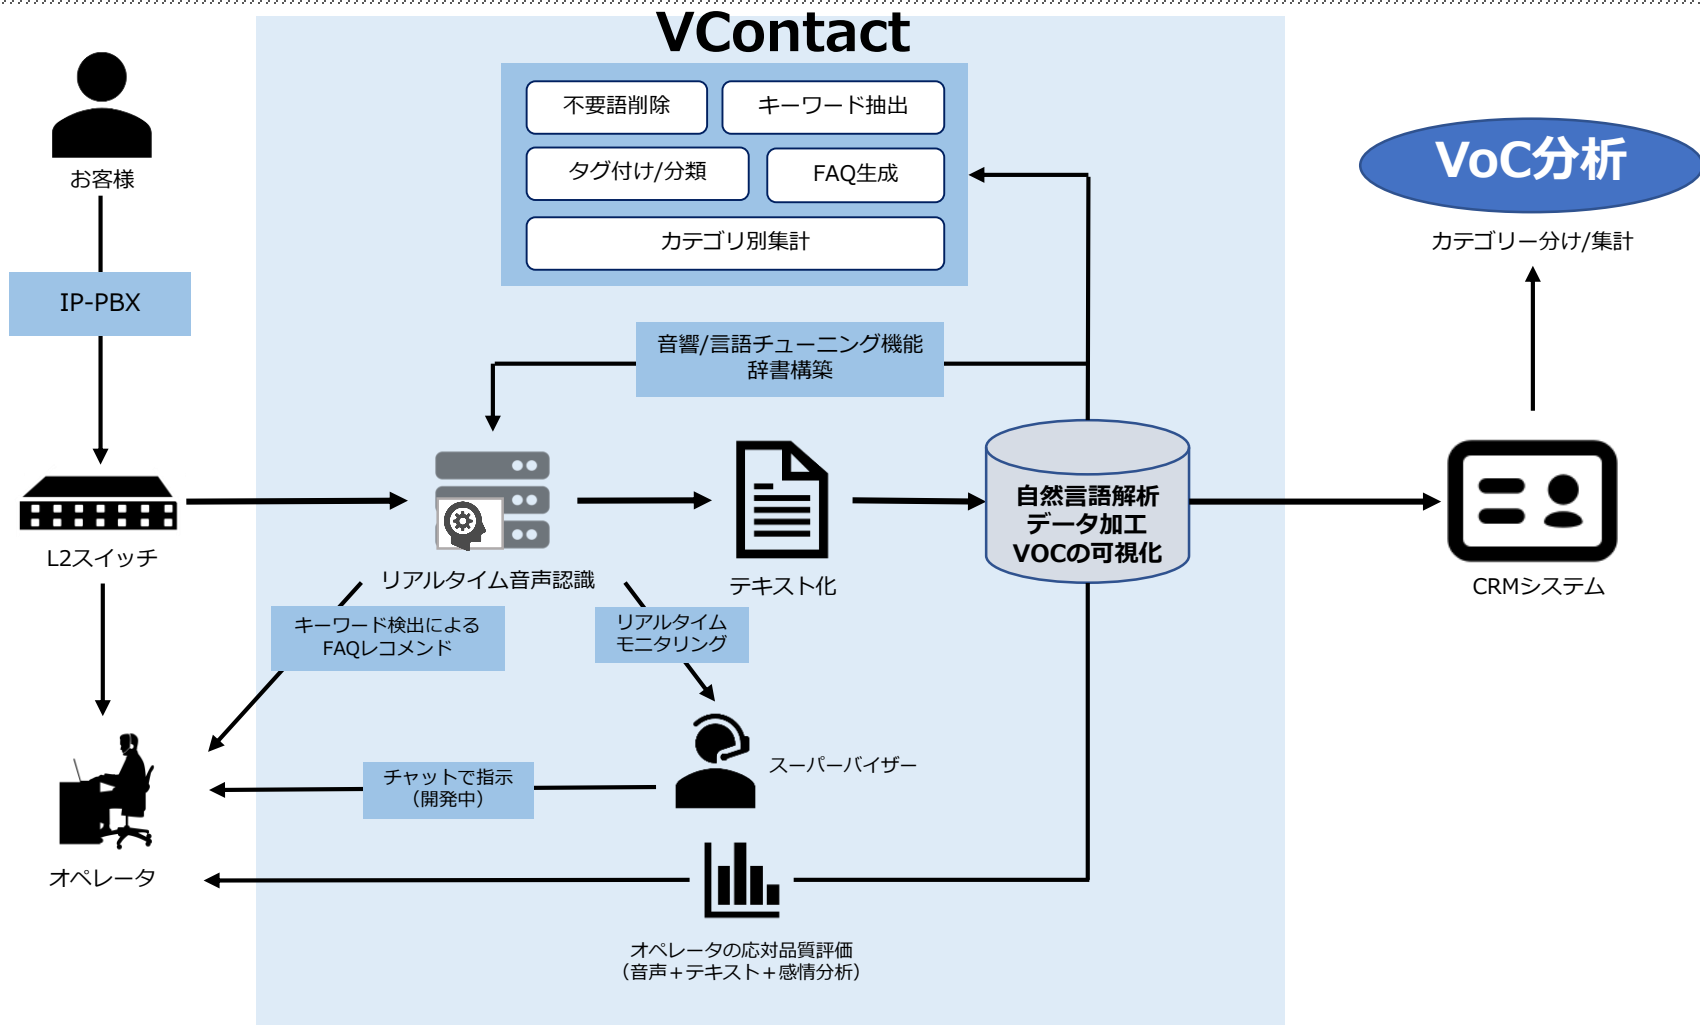 VContact
不要語削除
キーワード抽出
タグ付け/分類
FAQ生成
カテゴリ別集計
お客様
IP-PBX
VoC分析
カテゴリー分け/集計
音響/言語チューニング機能
辞書構築
L2スイッチ
リアルタイム音声認識
テキスト化
自然言語解析
データ加工
VOCの可視化
CRMシステム
キーワード検出による
FAQレコメンド
リアルタイム
モニタリング
スーパーバイザー
チャットで指示
（開発中）
オペレータ
オペレータの応対品質評価
（音声＋テキスト＋感情分析）